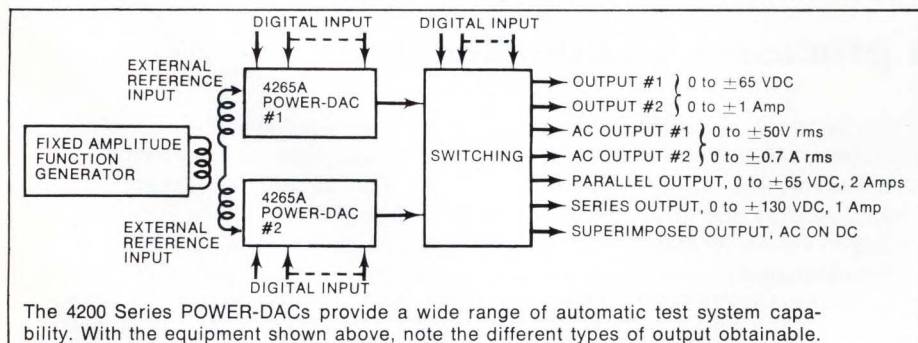 DIGITAL INPUT
DIGITAL INPUT
EXTERNAL
REFERENCE
INPUT
4265A
POWER-DAC
#1
FIXED AMPLITUDE
FUNCTION
GENERATOR
4265A
POWER-DAC
#2
EXTERNAL
REFERENCE
INPUT
DIGITAL INPUT
SWITCHING
OUTPUT #1 } 0 to ±65 VDC
OUTPUT #2 } 0 to ±1 Amp
AC OUTPUT #1 } 0 to ±50V rms
AC OUTPUT #2 } 0 to ±0.7 A rms
PARALLEL OUTPUT, 0 to ±65 VDC, 2 Amps
SERIES OUTPUT, 0 to ±130 VDC, 1 Amp
SUPERIMPOSED OUTPUT, AC ON DC
The 4200 Series POWER-DACs provide a wide range of automatic test system capa-
bility. With the equipment shown above, note the different types of output obtainable.